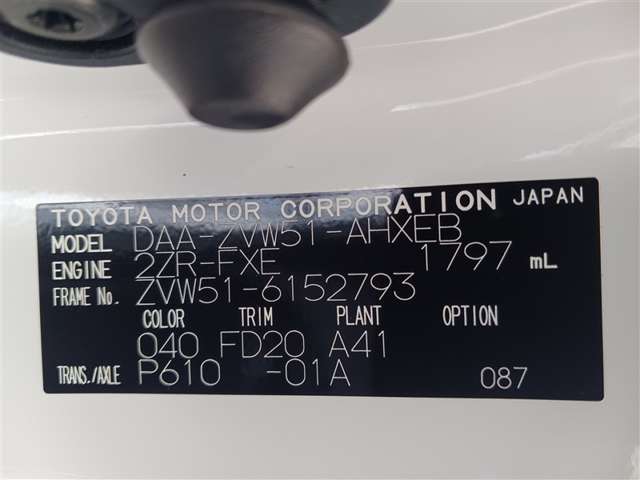 TOYOTA MOTOR CORPORATION JAPAN
MODEL DAA-ZVW51-AHXEB
ENGINE 2ZR-FXE 1797 mL
FRAME No. ZVW51-6152793
COLOR TRIM PLANT OPTION
040 FD20 A41
TRANS./AXLE P610 -01A 087